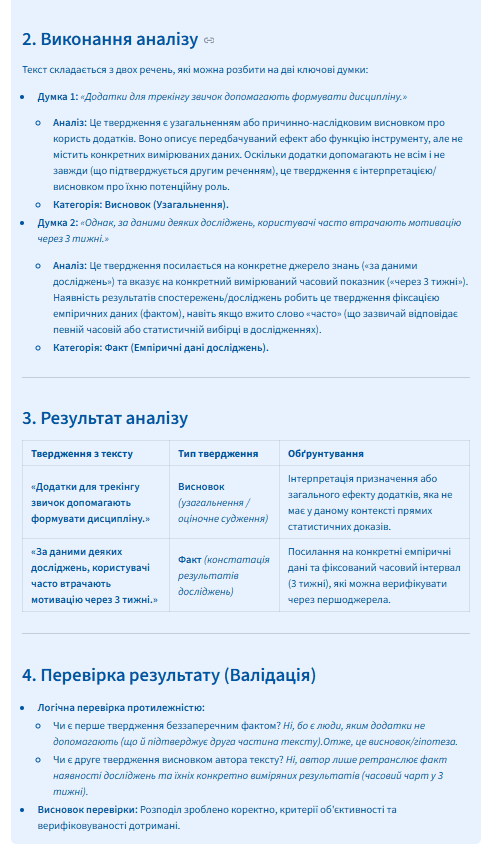 2. Виконання аналізу
Текст складається з двох речень, які можна розбити на дві ключові думки:
Думка 1: «Додатки для трекінгу звичок допомагають формувати дисципліну.»
Аналіз: Це твердження є узагальненням або причинно-наслідковим висновком про
користь додатків. Воно описує передбачуваний ефект або функцію інструменту, але не
містить конкретних вимірюваних даних. Оскільки додатки допомагають не всім і не
завжди (що підтверджується другим реченням), це твердження є інтерпретацією/
висновком про їхню потенційну роль.
Категорія: Висновок (Узагальнення).
Думка 2: «Однак, за даними деяких досліджень, користувачі часто втрачають мотивацію
через 3 тижні.»
Аналіз: Це твердження посилається на конкретне джерело знань («за даними
досліджень») та вказує на конкретний вимірюваний часовий показник («через 3 тижні»).
Наявність результатів спостережень/досліджень робить це твердження фіксацією
емпіричних даних (фактом), навіть якщо вжито слово «часто» (що зазвичай відповідає
певній часовій або статистичній вибірці в дослідженнях).
Категорія: Факт (Емпіричні дані досліджень).
3. Результат аналізу
Твердження з тексту Тип твердження Обґрунтування
«Додатки для трекінгу
звичок допомагають
формувати дисципліну.»
Висновок
(узагальнення /
оціночне судження)
Інтерпретація призначення або
загального ефекту додатків, яка не
має у даному контексті прямих
статистичних доказів.
«За даними деяких
досліджень, користувачі
часто втрачають
мотивацію через 3 тижні.»
Факт (констатація
результатів
досліджень)
Посилання на конкретні емпіричні
дані та фіксований часовий інтервал
(3 тижні), які можна верифікувати
через першоджерела.
4. Перевірка результату (Валідація)
Логічна перевірка протилежністю:
Чи є перше твердження беззаперечним фактом? Ні, бо є люди, яким додатки не
допомагають (що й підтверджує друга частина тексту).Отже, це висновок/гіпотеза.
Чи є друге твердження висновком автора тексту? Ні, автор лише ретранслює факт
наявності досліджень та їхніх конкретно виміряних результатів (часовий чарт у 3
тижні).
Висновок перевірки: Розподіл зроблено коректно, критерії об'єктивності та
верифікованості дотримані.